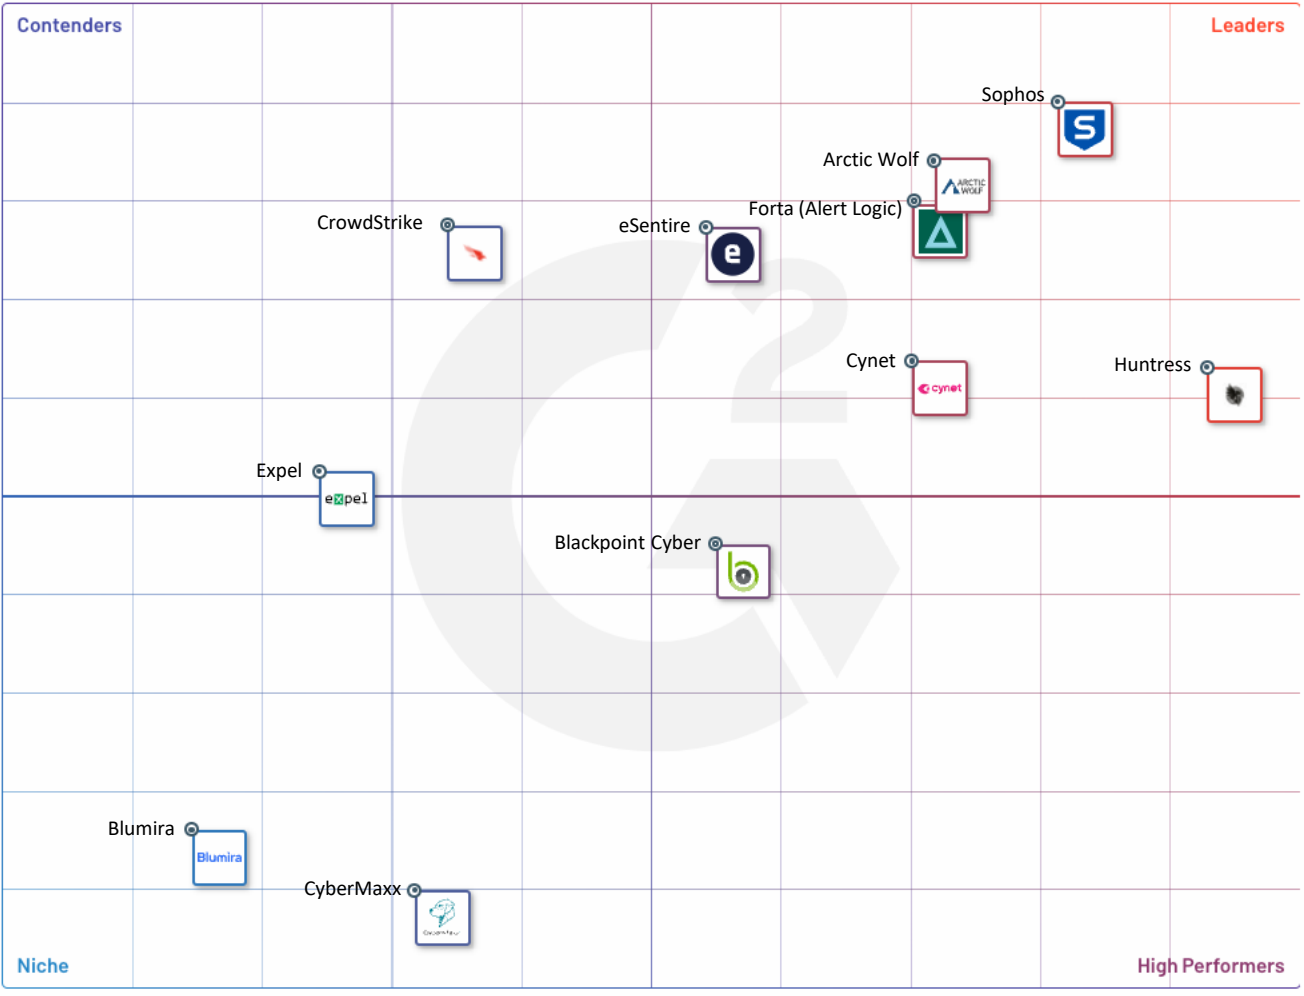 Contenders
Leaders
Sophos
S
Arctic Wolf
ARCTIC
WOLF
Forta (Alert Logic)
CrowdStrike
eSentire
e
G2
Cynet
cynet
Huntress
Expel
expel
Blackpoint Cyber
b
Blumira
Blumira
CyberMaxx
Niche
High Performers